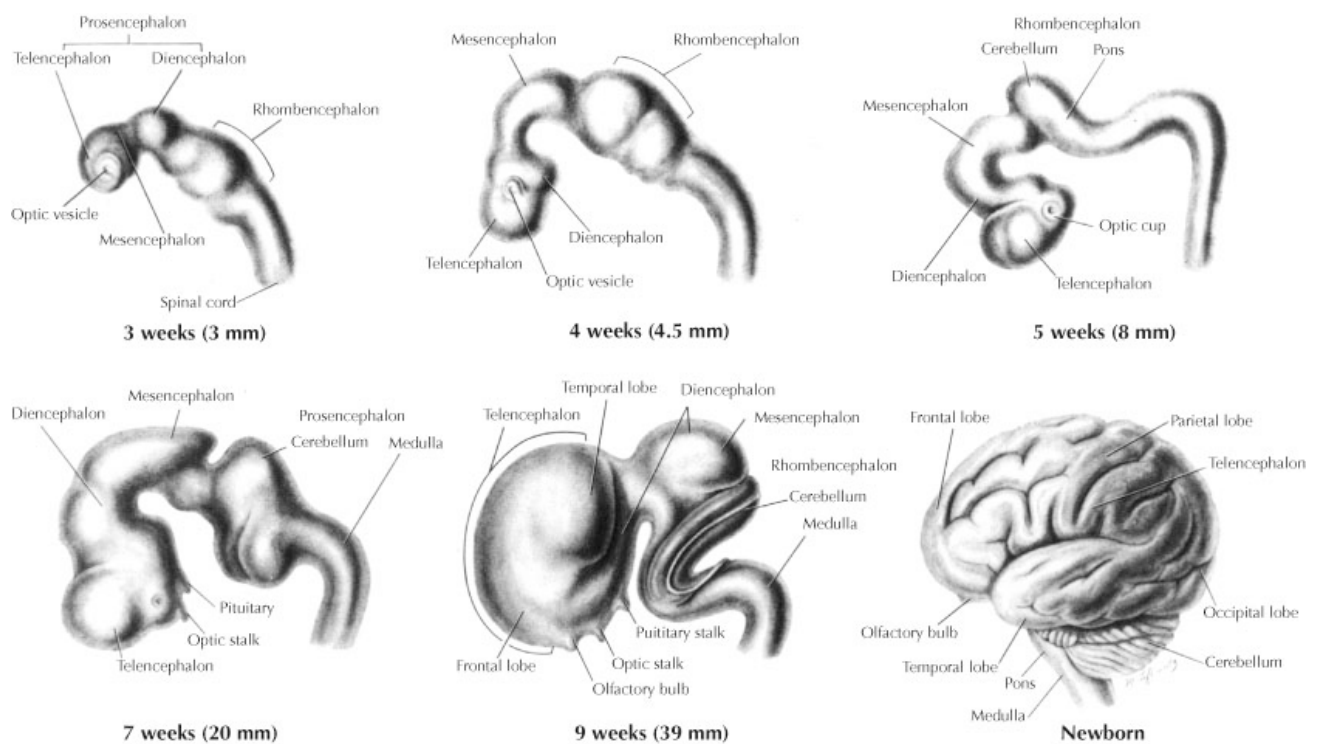 Prosencephalon
Telencephalon
Diencephalon
Rhombencephalon
Optic vesicle
Mesencephalon
Spinal cord
3 weeks (3 mm)
Mesencephalon
Rhombencephalon
Diencephalon
Telencephalon
Optic vesicle
4 weeks (4.5 mm)
Rhombencephalon
Cerebellum
Pons
Mesencephalon
Optic cup
Diencephalon
Telencephalon
5 weeks (8 mm)
Mesencephalon
Diencephalon
Prosencephalon
Cerebellum
Medulla
Pituitary
Optic stalk
Telencephalon
7 weeks (20 mm)
Temporal lobe
Diencephalon
Telencephalon
Mesencephalon
Rhombencephalon
Cerebellum
Medulla
Puititary stalk
Frontal lobe
Optic stalk
Olfactory bulb
9 weeks (39 mm)
Frontal lobe
Parietal lobe
Telencephalon
Occipital lobe
Olfactory bulb
Temporal lobe
Cerebellum
Pons
Medulla
Newborn